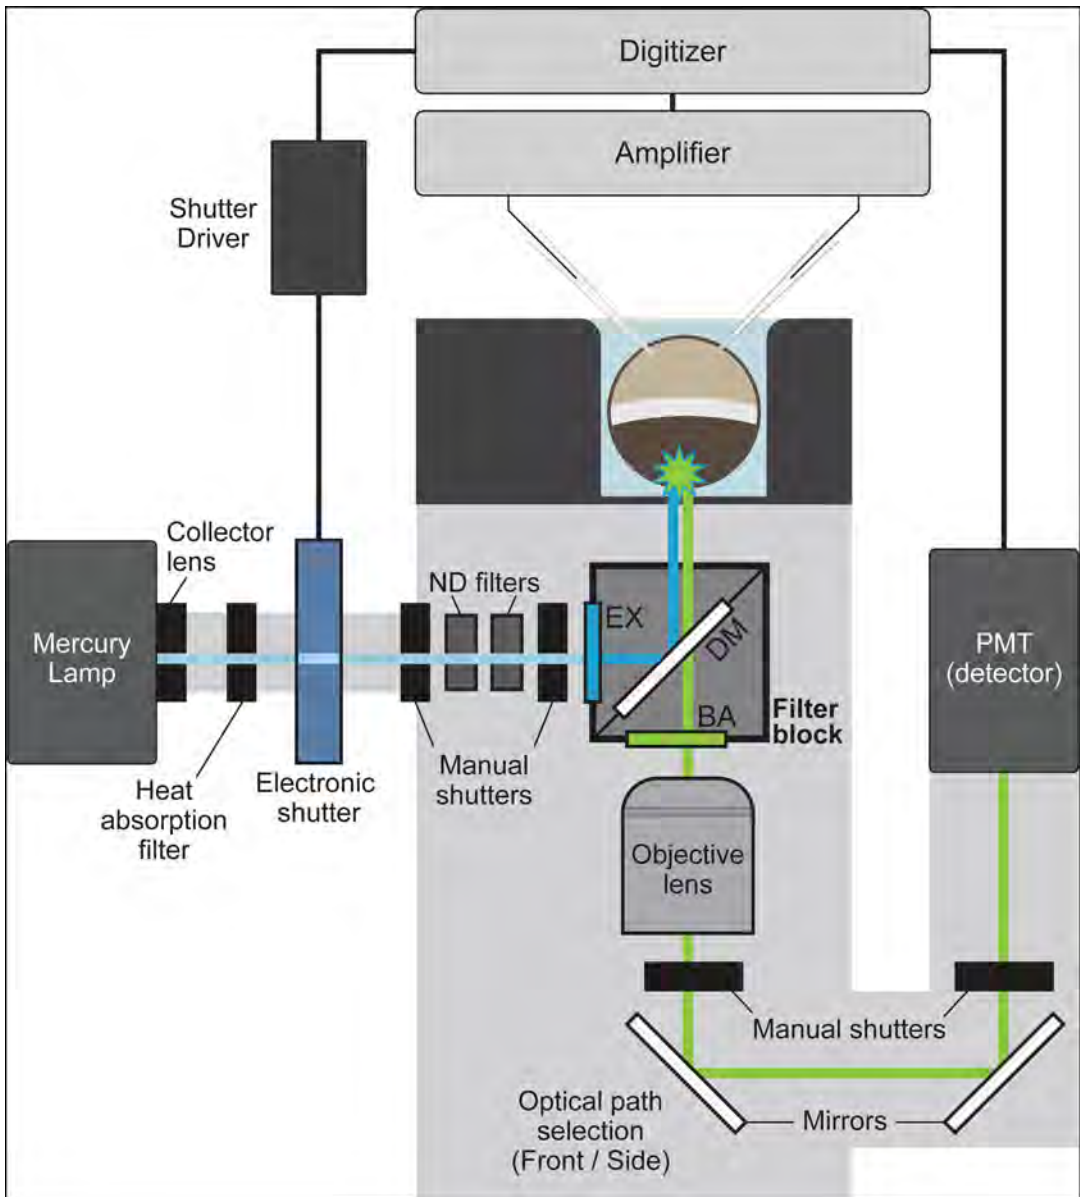 Digitizer
Amplifier
Shutter
Driver
Collector
lens
ND filters
Mercury
Lamp
EX
DM
BA
Filter
block
PMT
(detector)
Heat
absorption
filter
Electronic
shutter
Manual
shutters
Objective
lens
Manual shutters
Optical path
selection
(Front / Side)
Mirrors